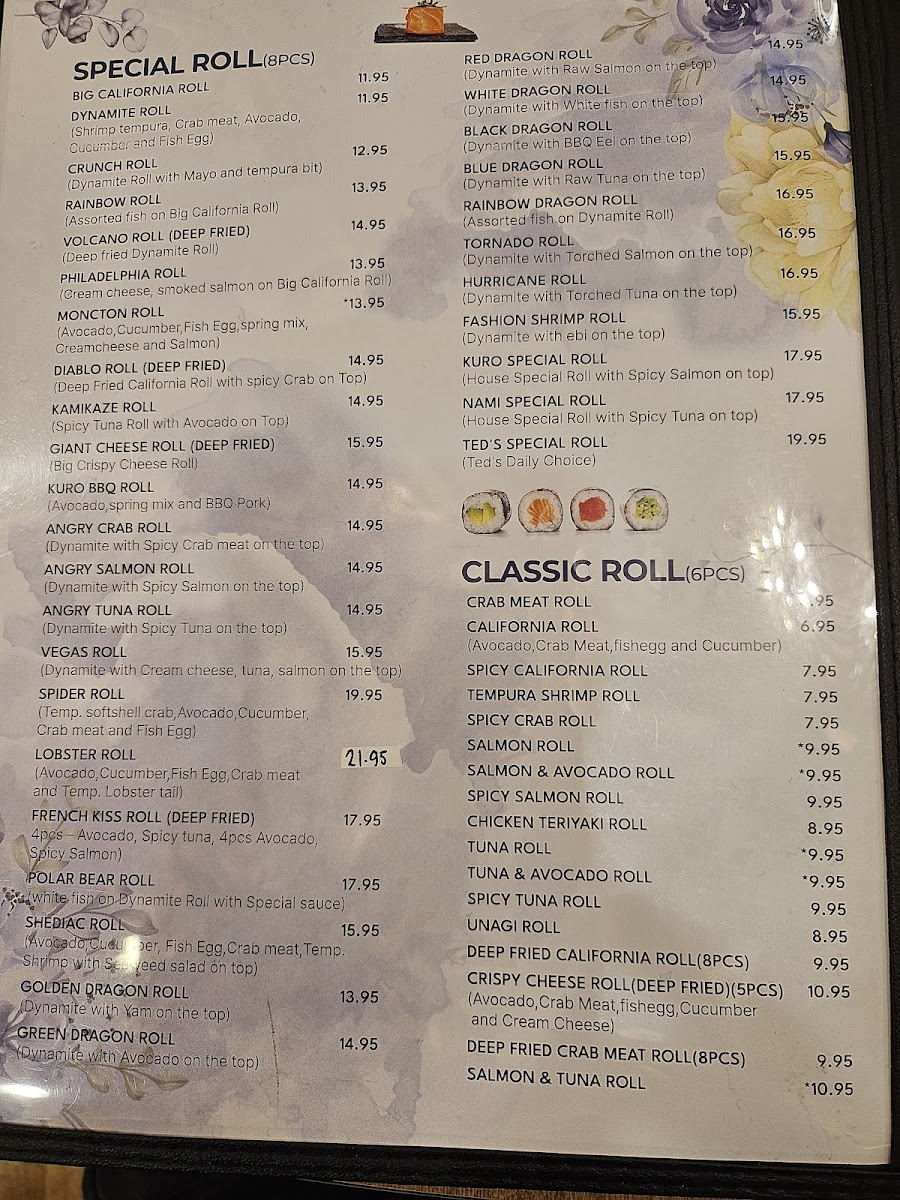 SPECIAL ROLL(8PCS)
BIG CALIFORNIA ROLL 11.95
DYNAMITE ROLL 11.95
(Shrimp tempura, Crab meat, Avocado,
Cucumber and Fish Egg)
CRUNCH ROLL 12.95
(Dynamite Roll with Mayo and tempura bit)
RAINBOW ROLL 13.95
(Assorted fish on Big California Roll)
VOLCANO ROLL (DEEP FRIED) 14.95
(Deep fried Dynamite Roll)
PHILADELPHIA ROLL 13.95
(Cream cheese, smoked salmon on Big California Roll)
MONCTON ROLL *13.95
(Avocado,Cucumber,Fish Egg,spring mix,
Creamcheese and Salmon)
DIABLO ROLL (DEEP FRIED) 14.95
(Deep Fried California Roll with spicy Crab on Top)
KAMIKAZE ROLL 14.95
(Spicy Tuna Roll with Avocado on Top)
GIANT CHEESE ROLL (DEEP FRIED) 15.95
(Big Crispy Cheese Roll)
KURO BBQ ROLL 14.95
(Avocado,spring mix and BBQ Pork)
ANGRY CRAB ROLL 14.95
(Dynamite with Spicy Crab meat on the top)
ANGRY SALMON ROLL 14.95
(Dynamite with Spicy Salmon on the top)
ANGRY TUNA ROLL 14.95
(Dynamite with Spicy Tuna on the top)
VEGAS ROLL 15.95
(Dynamite with Cream cheese, tuna, salmon on the top)
SPIDER ROLL 19.95
(Temp. softshell crab,Avocado,Cucumber,
Crab meat and Fish Egg)
LOBSTER ROLL 21.95
(Avocado,Cucumber,Fish Egg,Crab meat
and Temp. Lobster tail)
FRENCH KISS ROLL (DEEP FRIED) 17.95
4pcs - Avocado, Spicy tuna, 4pcs Avocado,
Spicy Salmon)
POLAR BEAR ROLL 17.95
(white fish on Dynamite Roll with Special sauce)
SHEDIAC ROLL 15.95
(Avocado,Cucumber, Fish Egg,Crab meat,Temp.
Shrimp with Seaweed salad on top)
GOLDEN DRAGON ROLL 13.95
(Dynamite with Yam on the top)
GREEN DRAGON ROLL 14.95
(Dynamite with Avocado on the top)
RED DRAGON ROLL 14.95
(Dynamite with Raw Salmon on the top)
WHITE DRAGON ROLL 14.95
(Dynamite with White fish on the top)
BLACK DRAGON ROLL 15.95
(Dynamite with BBQ Eel on the top)
BLUE DRAGON ROLL 15.95
(Dynamite with Raw Tuna on the top)
RAINBOW DRAGON ROLL 16.95
(Assorted fish on Dynamite Roll)
TORNADO ROLL 16.95
(Dynamite with Torched Salmon on the top)
HURRICANE ROLL 16.95
(Dynamite with Torched Tuna on the top)
FASHION SHRIMP ROLL 15.95
(Dynamite with ebi on the top)
KURO SPECIAL ROLL 17.95
(House Special Roll with Spicy Salmon on top)
NAMI SPECIAL ROLL 17.95
(House Special Roll with Spicy Tuna on top)
TED'S SPECIAL ROLL 19.95
(Ted's Daily Choice)
CLASSIC ROLL(6PCS)
CRAB MEAT ROLL .95
CALIFORNIA ROLL 6.95
(Avocado,Crab Meat,fishegg and Cucumber)
SPICY CALIFORNIA ROLL 7.95
TEMPURA SHRIMP ROLL 7.95
SPICY CRAB ROLL 7.95
SALMON ROLL *9.95
SALMON & AVOCADO ROLL *9.95
SPICY SALMON ROLL 9.95
CHICKEN TERIYAKI ROLL 8.95
TUNA ROLL *9.95
TUNA & AVOCADO ROLL *9.95
SPICY TUNA ROLL 9.95
UNAGI ROLL 8.95
DEEP FRIED CALIFORNIA ROLL(8PCS) 9.95
CRISPY CHEESE ROLL(DEEP FRIED)(5PCS) 10.95
(Avocado,Crab Meat,fishegg,Cucumber
and Cream Cheese)
DEEP FRIED CRAB MEAT ROLL(8PCS) 9.95
SALMON & TUNA ROLL *10.95